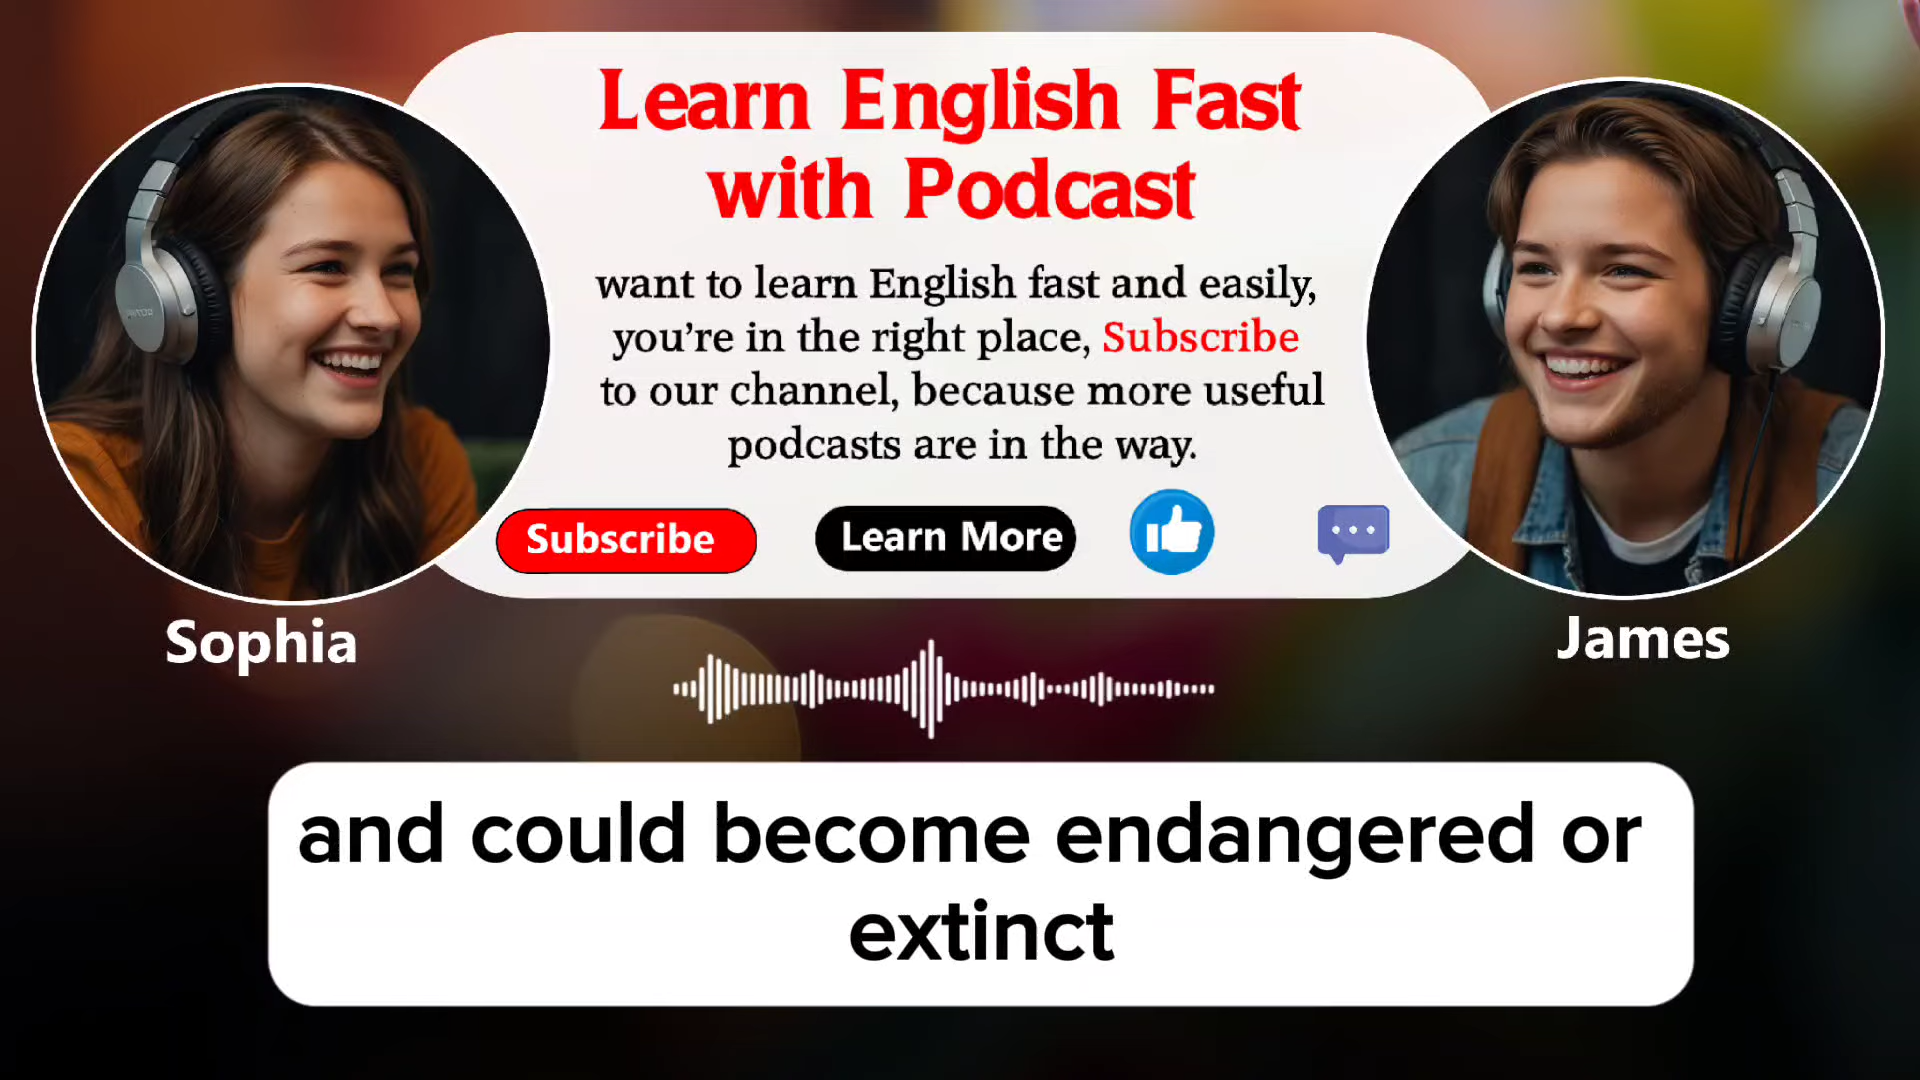 Learn English Fast
with Podcast
want to learn English fast and easily,
you're in the right place, Subscribe
to our channel, because more useful
podcasts are in the way.
Subscribe
Learn More
Sophia
James
and could become endangered or
extinct